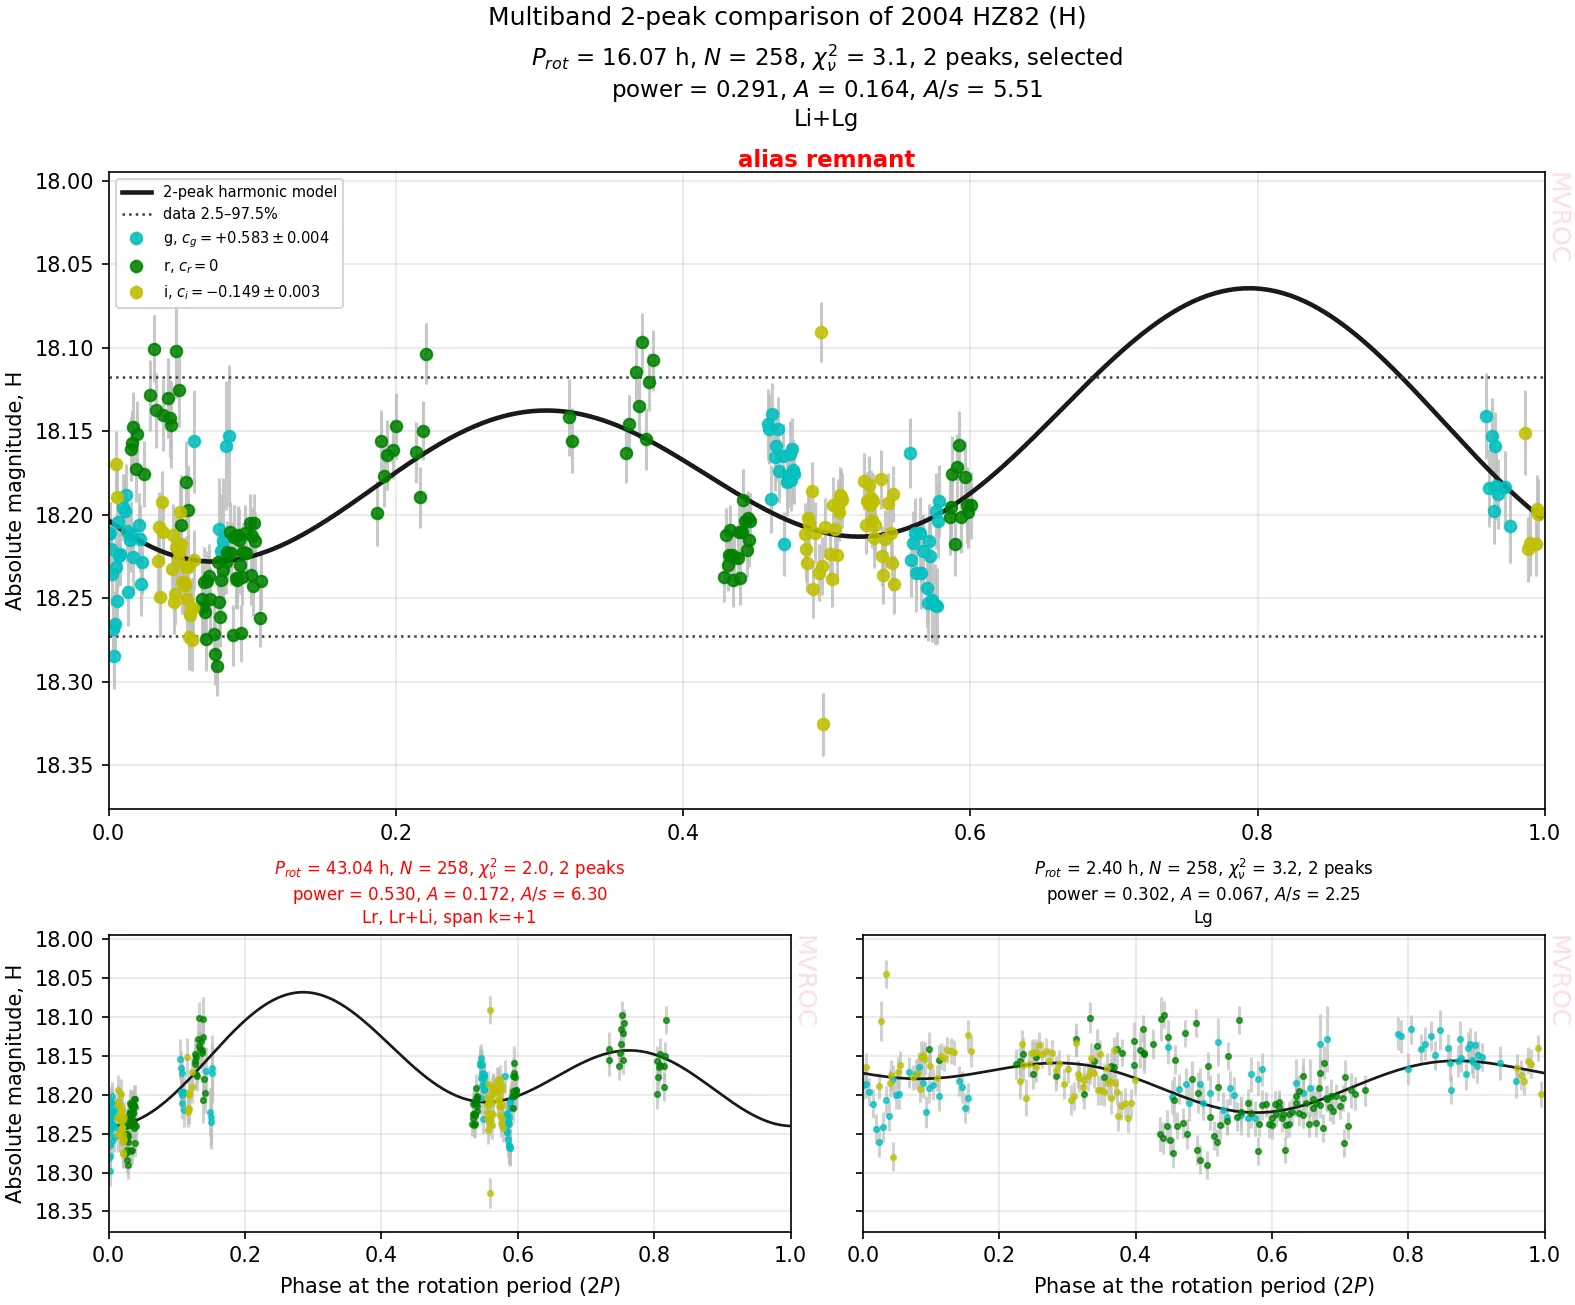 Multiband 2-peak comparison of 2004 HZ82 (H)
P_rot = 16.07 h, N = 258, χ²_ν = 3.1, 2 peaks, selected
power = 0.291, A = 0.164, A/s = 5.51
Li+Lg
alias remnant
2-peak harmonic model
data 2.5–97.5%
g, c_g = +0.583 ± 0.004
r, c_r = 0
i, c_i = −0.149 ± 0.003
MVROC
Absolute magnitude, H
18.00
18.05
18.10
18.15
18.20
18.25
18.30
18.35
0.0 0.2 0.4 0.6 0.8 1.0
P_rot = 43.04 h, N = 258, χ²_ν = 2.0, 2 peaks
power = 0.530, A = 0.172, A/s = 6.30
Lr, Lr+Li, span k=+1
MVROC
Absolute magnitude, H
18.00
18.05
18.10
18.15
18.20
18.25
18.30
18.35
0.0 0.2 0.4 0.6 0.8 1.0
Phase at the rotation period (2P)
P_rot = 2.40 h, N = 258, χ²_ν = 3.2, 2 peaks
power = 0.302, A = 0.067, A/s = 2.25
Lg
MVROC
0.0 0.2 0.4 0.6 0.8 1.0
Phase at the rotation period (2P)